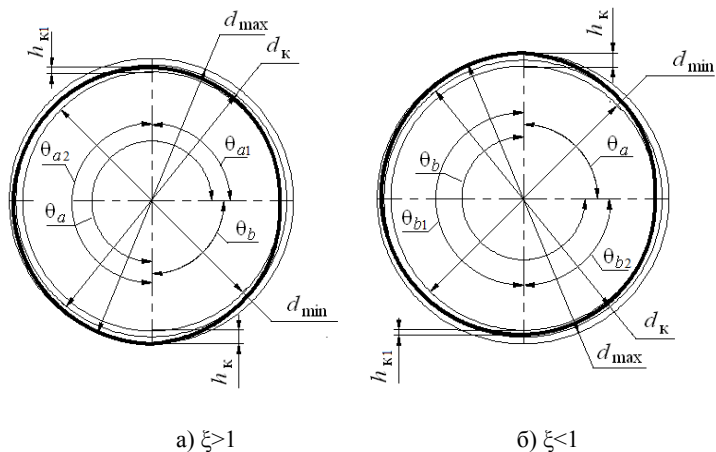 h к1
d max
d к
h к
d min
θ a2
θ a1
θ a
θ b
θ b
θ b1
θ a
θ b2
d min
h к
h к1
d к
d max
а) ξ>1
б) ξ<1